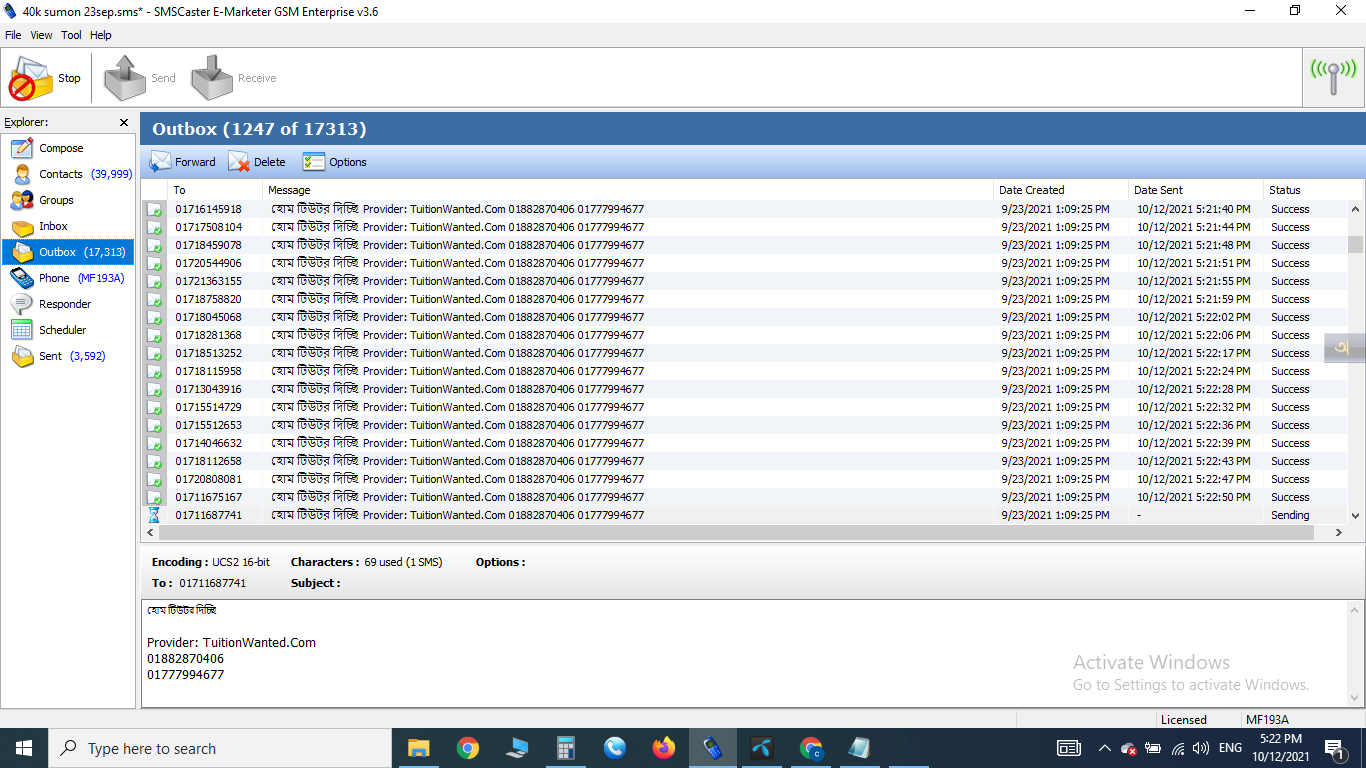 40k sumon 23sep.sms* - SMSCaster E-Marketer GSM Enterprise v3.6
File View Tool Help
Stop Send Receive
Explorer:
Compose
Contacts (39,999)
Groups
Inbox
Outbox (17,313)
Phone (MF193A)
Responder
Scheduler
Sent (3,592)
Outbox (1247 of 17313)
Forward Delete Options
To Message Date Created Date Sent Status
01716145918 হোম টিউটর দিচ্ছি Provider: TuitionWanted.Com 01882870406 01777994677 9/23/2021 1:09:25 PM 10/12/2021 5:21:40 PM Success
01717508104 হোম টিউটর দিচ্ছি Provider: TuitionWanted.Com 01882870406 01777994677 9/23/2021 1:09:25 PM 10/12/2021 5:21:44 PM Success
01718459078 হোম টিউটর দিচ্ছি Provider: TuitionWanted.Com 01882870406 01777994677 9/23/2021 1:09:25 PM 10/12/2021 5:21:48 PM Success
01720544906 হোম টিউটর দিচ্ছি Provider: TuitionWanted.Com 01882870406 01777994677 9/23/2021 1:09:25 PM 10/12/2021 5:21:51 PM Success
01721363155 হোম টিউটর দিচ্ছি Provider: TuitionWanted.Com 01882870406 01777994677 9/23/2021 1:09:25 PM 10/12/2021 5:21:55 PM Success
01718758820 হোম টিউটর দিচ্ছি Provider: TuitionWanted.Com 01882870406 01777994677 9/23/2021 1:09:25 PM 10/12/2021 5:21:59 PM Success
01718045068 হোম টিউটর দিচ্ছি Provider: TuitionWanted.Com 01882870406 01777994677 9/23/2021 1:09:25 PM 10/12/2021 5:22:02 PM Success
01718281368 হোম টিউটর দিচ্ছি Provider: TuitionWanted.Com 01882870406 01777994677 9/23/2021 1:09:25 PM 10/12/2021 5:22:06 PM Success
01718513252 হোম টিউটর দিচ্ছি Provider: TuitionWanted.Com 01882870406 01777994677 9/23/2021 1:09:25 PM 10/12/2021 5:22:17 PM Success
01718115958 হোম টিউটর দিচ্ছি Provider: TuitionWanted.Com 01882870406 01777994677 9/23/2021 1:09:25 PM 10/12/2021 5:22:24 PM Success
01713043916 হোম টিউটর দিচ্ছি Provider: TuitionWanted.Com 01882870406 01777994677 9/23/2021 1:09:25 PM 10/12/2021 5:22:28 PM Success
01715514729 হোম টিউটর দিচ্ছি Provider: TuitionWanted.Com 01882870406 01777994677 9/23/2021 1:09:25 PM 10/12/2021 5:22:32 PM Success
01715512653 হোম টিউটর দিচ্ছি Provider: TuitionWanted.Com 01882870406 01777994677 9/23/2021 1:09:25 PM 10/12/2021 5:22:36 PM Success
01714046632 হোম টিউটর দিচ্ছি Provider: TuitionWanted.Com 01882870406 01777994677 9/23/2021 1:09:25 PM 10/12/2021 5:22:39 PM Success
01718112658 হোম টিউটর দিচ্ছি Provider: TuitionWanted.Com 01882870406 01777994677 9/23/2021 1:09:25 PM 10/12/2021 5:22:43 PM Success
01720808081 হোম টিউটর দিচ্ছি Provider: TuitionWanted.Com 01882870406 01777994677 9/23/2021 1:09:25 PM 10/12/2021 5:22:47 PM Success
01711675167 হোম টিউটর দিচ্ছি Provider: TuitionWanted.Com 01882870406 01777994677 9/23/2021 1:09:25 PM 10/12/2021 5:22:50 PM Success
01711687741 হোম টিউটর দিচ্ছি Provider: TuitionWanted.Com 01882870406 01777994677 9/23/2021 1:09:25 PM - Sending
অ
Encoding : UCS2 16-bit Characters : 69 used (1 SMS) Options :
To : 01711687741 Subject :
হোম টিউটর দিচ্ছি
Provider: TuitionWanted.Com
01882870406
01777994677
Activate Windows
Go to Settings to activate Windows.
Licensed MF193A
Type here to search
ENG
5:22 PM
10/12/2021
1